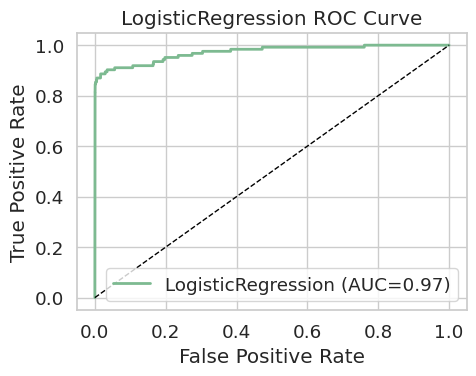 LogisticRegression ROC Curve
True Positive Rate
1.0
0.8
0.6
0.4
0.2
0.0
LogisticRegression (AUC=0.97)
0.0 0.2 0.4 0.6 0.8 1.0
False Positive Rate